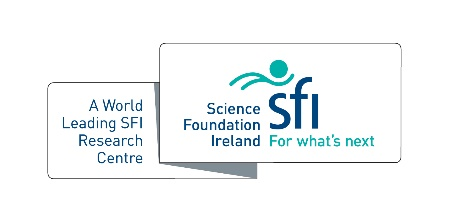 A World
Leading SFI
Research
Centre
Science
Foundation
Ireland
sfi
For what's next